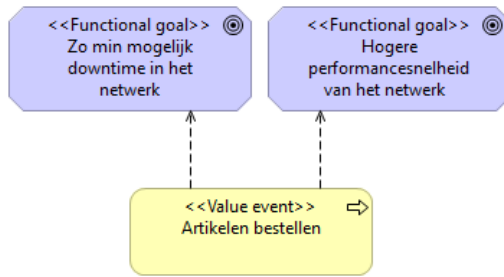 <<Functional goal>>
Zo min mogelijk
downtime in het
netwerk
<<Functional goal>>
Hogere
performancesnelheid
van het netwerk
<<Value event>>
Artikelen bestellen